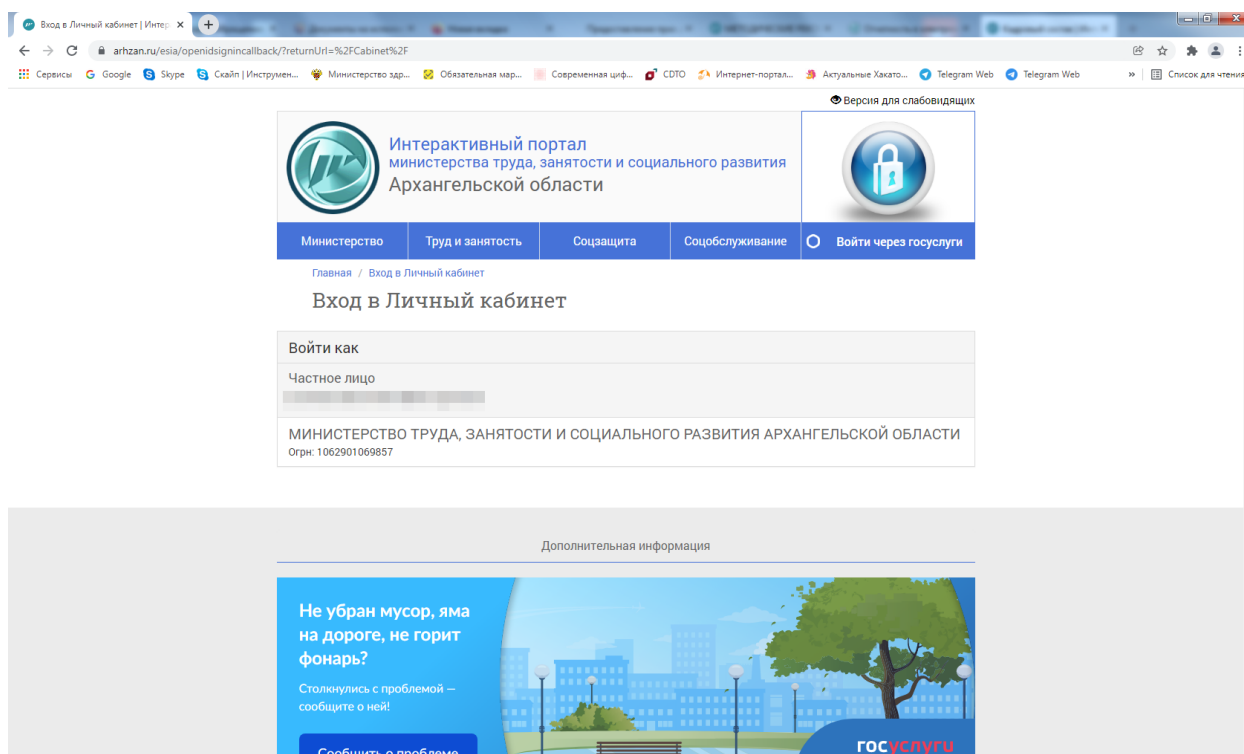 Вход в Личный кабинет | Интер
arhzan.ru/esia/openidsignincallback/?returnUrl=%2FCabinet%2F
Сервисы Google Skype Скайп | Инструмен... Министерство здр... Обязательная мар... Современная циф... CDTO Интернет-портал... Актуальные Хакато... Telegram Web Telegram Web » Список для чтения
Версия для слабовидящих
Интерактивный портал
министерства труда, занятости и социального развития
Архангельской области
Министерство Труд и занятость Соцзащита Соцобслуживание Войти через госуслуги
Главная / Вход в Личный кабинет
Вход в Личный кабинет
Войти как
Частное лицо
МИНИСТЕРСТВО ТРУДА, ЗАНЯТОСТИ И СОЦИАЛЬНОГО РАЗВИТИЯ АРХАНГЕЛЬСКОЙ ОБЛАСТИ
Огрн: 1062901069857
Дополнительная информация
Не убран мусор, яма
на дороге, не горит
фонарь?
Столкнулись с проблемой —
сообщите о ней!
Сообщить о проблеме
госуслуги